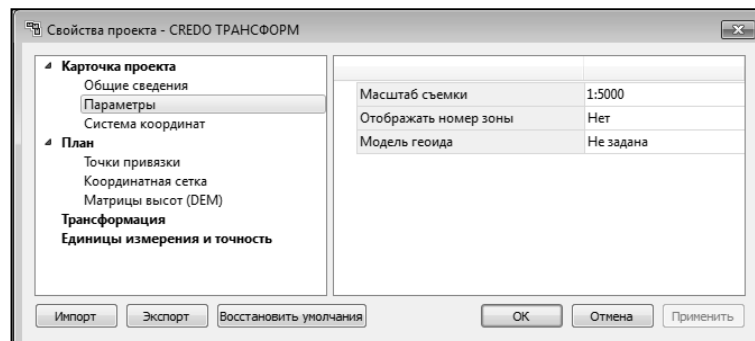 Свойства проекта - CREDO ТРАНСФОРМ
Карточка проекта
Общие сведения
Параметры
Система координат
План
Точки привязки
Координатная сетка
Матрицы высот (DEM)
Трансформация
Единицы измерения и точность
Масштаб съемки 1:5000
Отображать номер зоны Нет
Модель геоида Не задана
Импорт Экспорт Восстановить умолчания OK Отмена Применить